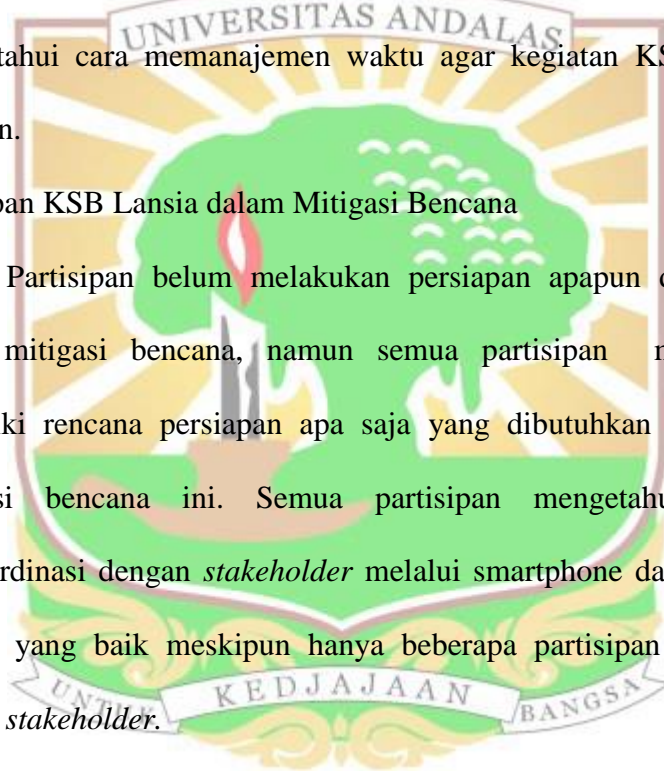 UNIVERSITAS ANDALAS
tahui cara memanajemen waktu agar kegiatan KS
n.
pan KSB Lansia dalam Mitigasi Bencana
Partisipan belum melakukan persiapan apapun
mitigasi bencana, namun semua partisipan
ki rencana persiapan apa saja yang dibutuhkan
si bencana ini. Semua partisipan mengetahu
rdinasi dengan stakeholder melalui smartphone da
yang baik meskipun hanya beberapa partisipan
UNTUK KEDJAJAAN BANGSA
stakeholder.